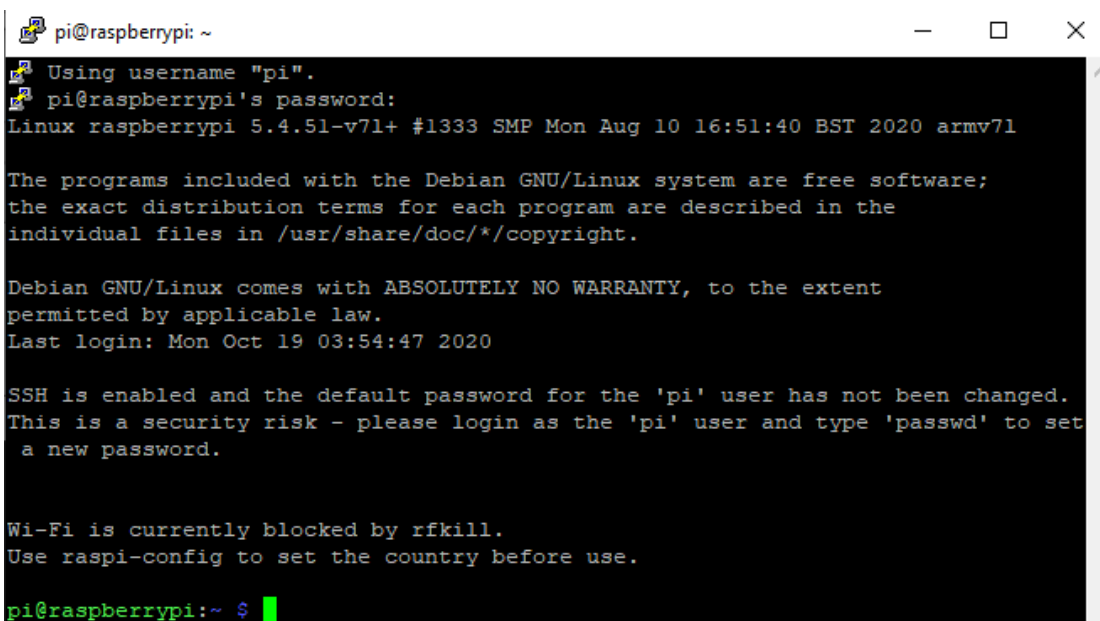 pi@raspberrypi: ~
Using username "pi".
pi@raspberrypi's password:
Linux raspberrypi 5.4.51-v7l+ #1333 SMP Mon Aug 10 16:51:40 BST 2020 armv7l
The programs included with the Debian GNU/Linux system are free software;
the exact distribution terms for each program are described in the
individual files in /usr/share/doc/*/copyright.
Debian GNU/Linux comes with ABSOLUTELY NO WARRANTY, to the extent
permitted by applicable law.
Last login: Mon Oct 19 03:54:47 2020
SSH is enabled and the default password for the 'pi' user has not been changed.
This is a security risk - please login as the 'pi' user and type 'passwd' to set
a new password.
Wi-Fi is currently blocked by rfkill.
Use raspi-config to set the country before use.
pi@raspberrypi:~ $